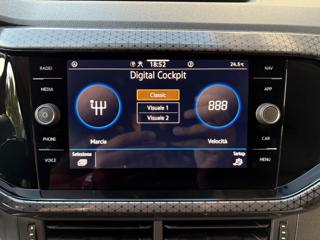 18:52
24.5°C
Digital Cockpit
RADIO
MEDIA
PHONE
VOICE
Classic
Visuale 1
Visuale 2
888
Marcia
Velocità
Selezione
Setup
NAV
APP
CAR
MENU